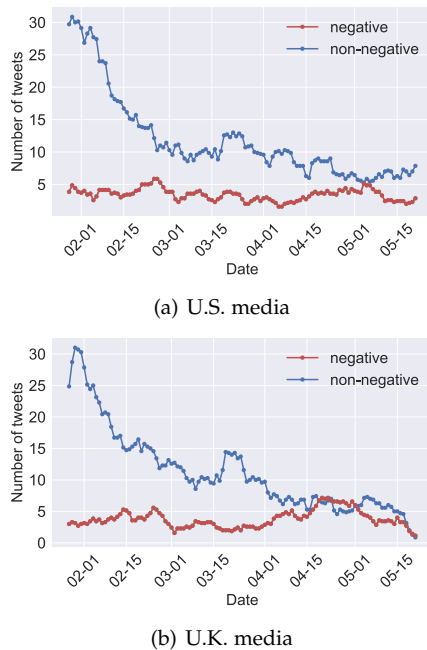 30
25
20
15
10
5
Number of tweets
negative
non-negative
02-01
02-15
03-01
03-15
04-01
04-15
05-01
05-15
Date
(a) U.S. media
30
25
20
15
10
5
0
Number of tweets
negative
non-negative
02-01
02-15
03-01
03-15
04-01
04-15
05-01
05-15
Date
(b) U.K. media